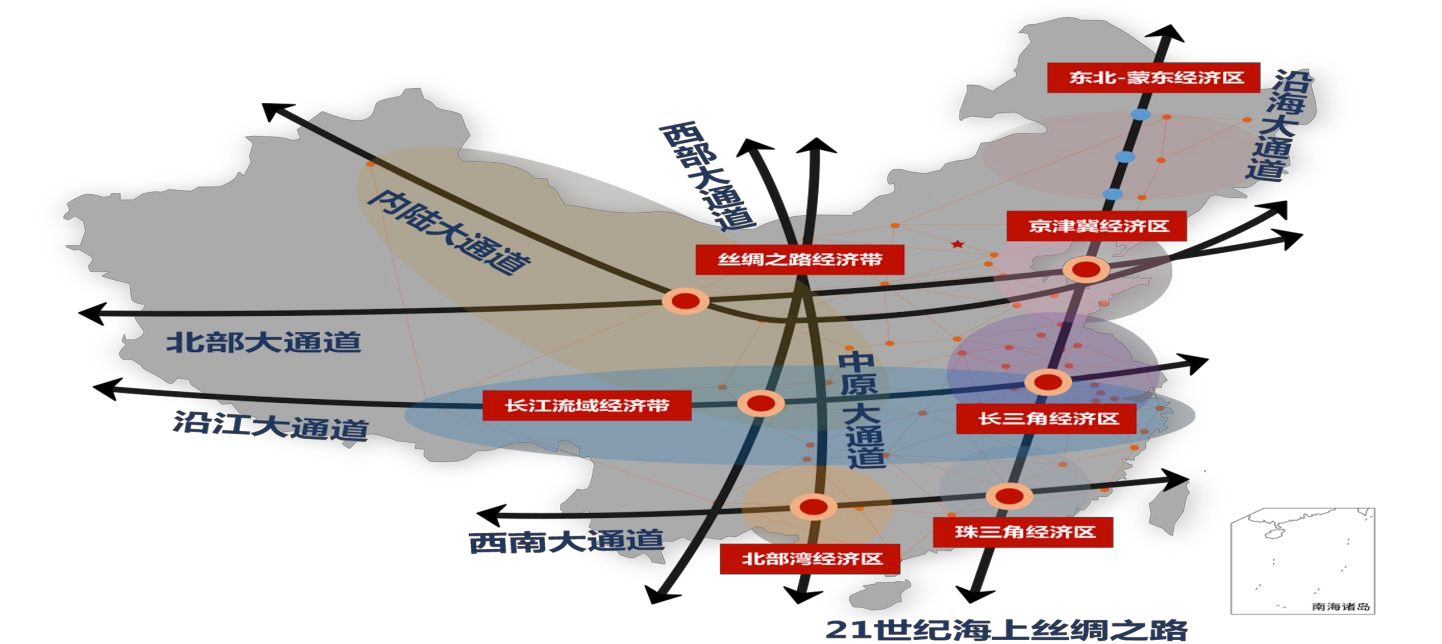 东北-蒙东经济区
沿海大通道
西部大通道
内陆大通道
京津冀经济区
丝绸之路经济带
北部大通道
中原大通道
长江流域经济带
沿江大通道
长三角经济区
西南大通道
珠三角经济区
北部湾经济区
南海诸岛
21世纪海上丝绸之路